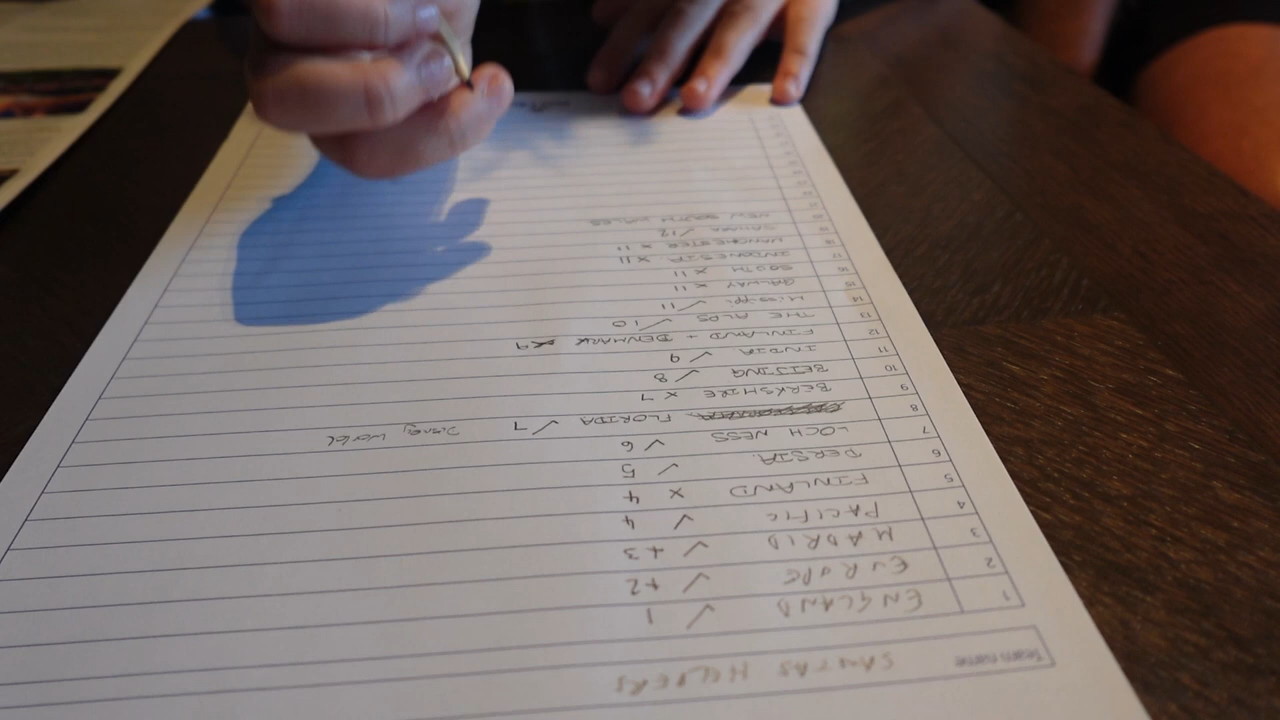 Team name SANTAS HELPERS
1 ENGLAND ✓ 1
2 EUROPE ✓ +2
3 MADRID ✓ +3
4 PACIFIC ✓ 4
5 FINLAND × 4
6 PERSIA ✓ 5
7 LOCH NESS ✓ 6
8 FLORIDA ✓ 7 Disney World
9 BERKSHIRE × 7
10 BEIJING ✓ 8
11 INDIA ✓ 9
12 FINLAND + DENMARK × 9
13 THE ALPS ✓ 10
14 ✓ 11
15 GALWAY × 11
16 SOUTH × 11
17 INDONESIA × 11
18 MANCHESTER × 11
19 ✓ 12
20 NEW SOUTH WALES